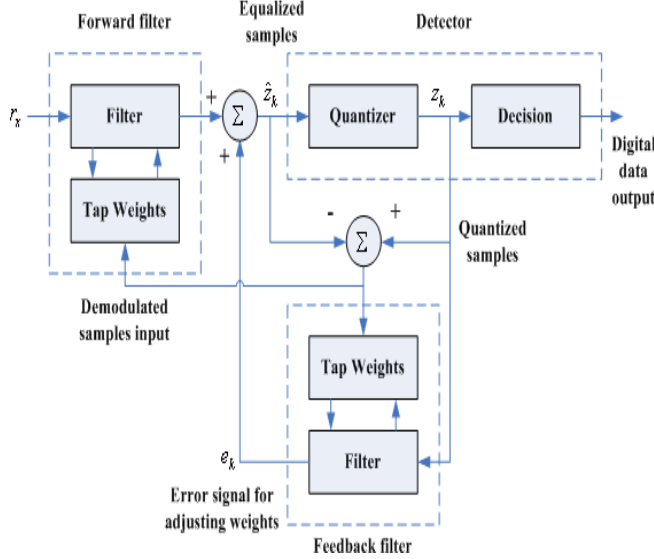 Forward filter
Equalized
samples
Detector
r_x
Filter
+
Σ
+
ẑ_k
Quantizer
z_k
Decision
Digital
data
output
Tap Weights
-
+
Σ
Quantized
samples
Demodulated
samples input
Tap Weights
e_k
Filter
Error signal for
adjusting weights
Feedback filter